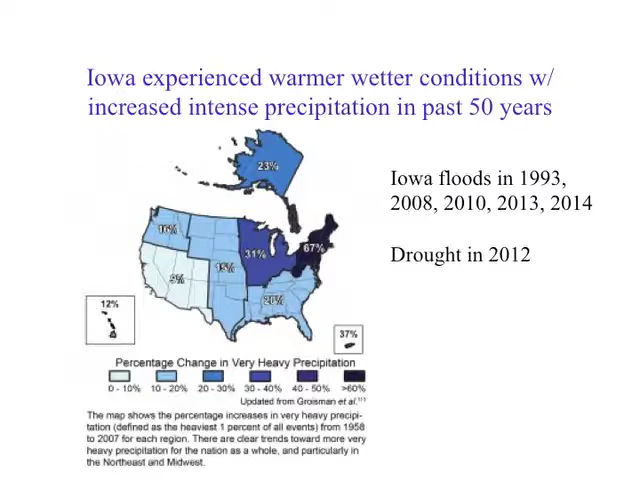 Iowa experienced warmer wetter conditions w/
increased intense precipitation in past 50 years
23%
Iowa floods in 1993,
2008, 2010, 2013, 2014
Drought in 2012
16%
67%
31%
15%
9%
20%
12%
37%
Percentage Change in Very Heavy Precipitation
0 - 10% 10 - 20% 20 - 30% 30 - 40% 40 - 50% >60%
Updated from Groisman et al.
The map shows the percentage increases in very heavy precipi-
tation (defined as the heaviest 1 percent of all events) from 1958
to 2007 for each region. There are clear trends toward more very
heavy precipitation for the nation as a whole, and particularly in
the Northeast and Midwest.